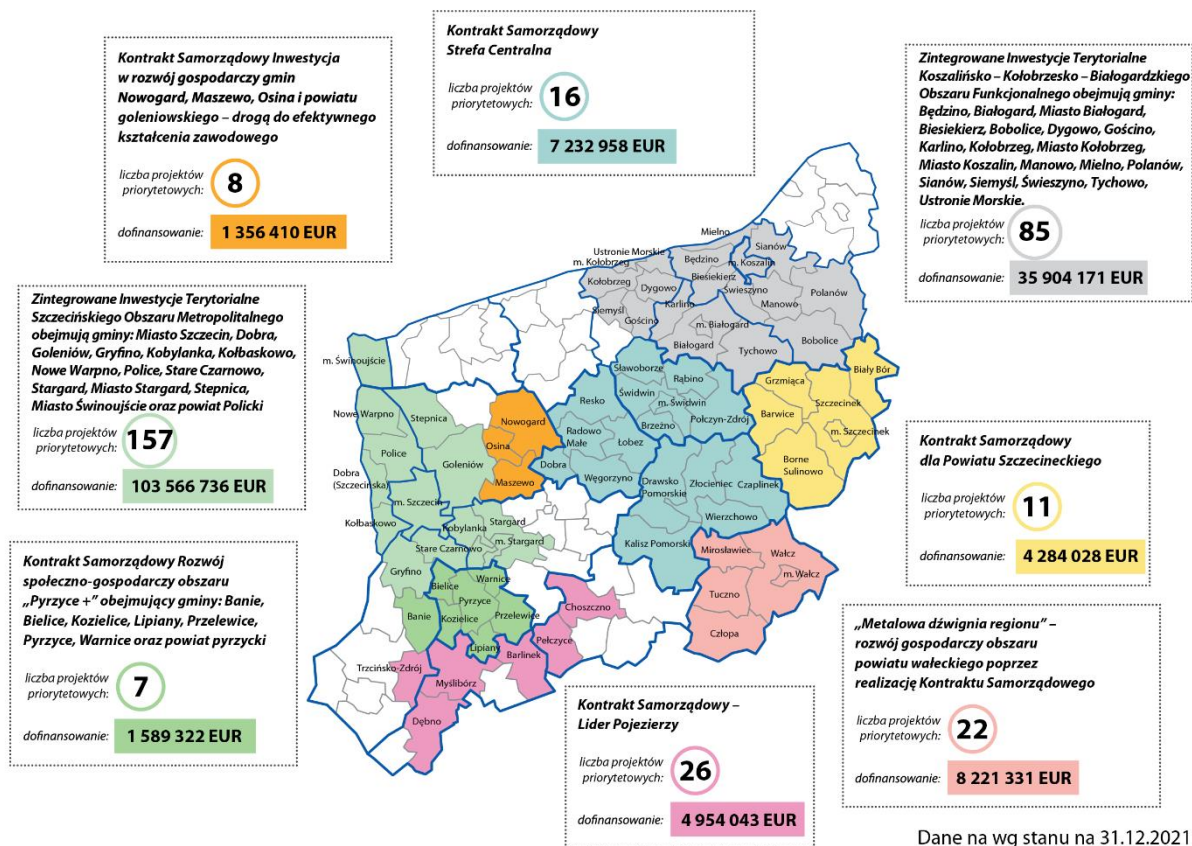 Kontrakt Samorządowy Inwestycja
w rozwój gospodarczy gmin
Nowogard, Maszewo, Osina i powiatu
goleniowskiego – drogą do efektywnego
kształcenia zawodowego
liczba projektów
priorytetowych:
8
dofinansowanie:
1 356 410 EUR
Kontrakt Samorządowy
Strefa Centralna
liczba projektów
priorytetowych:
16
dofinansowanie:
7 232 958 EUR
Zintegrowane Inwestycje Terytorialne
Koszalińsko – Kołobrzesko – Białogardzkiego
Obszaru Funkcjonalnego obejmują gminy:
Będzino, Białogard, Miasto Białogard,
Biesiekierz, Bobolice, Dygowo, Gościno,
Karlino, Kołobrzeg, Miasto Kołobrzeg,
Miasto Koszalin, Manowo, Mielno, Polanów,
Sianów, Siemyśl, Świeszyno, Tychowo,
Ustronie Morskie.
liczba projektów
priorytetowych:
85
dofinansowanie:
35 904 171 EUR
Zintegrowane Inwestycje Terytorialne
Szczecińskiego Obszaru Metropolitalnego
obejmują gminy: Miasto Szczecin, Dobra,
Goleniów, Gryfino, Kobylanka, Kołbaskowo,
Nowe Warpno, Police, Stare Czarnowo,
Stargard, Miasto Stargard, Stepnica,
Miasto Świnoujście oraz powiat Policki
liczba projektów
priorytetowych:
157
dofinansowanie:
103 566 736 EUR
Kontrakt Samorządowy
dla Powiatu Szczecineckiego
liczba projektów
priorytetowych:
11
dofinansowanie:
4 284 028 EUR
Kontrakt Samorządowy Rozwój
społeczno-gospodarczy obszaru
„Pyrzyce +” obejmujący gminy: Banie,
Bielice, Kozielice, Lipiany, Przelewice,
Pyrzyce, Warnice oraz powiat pyrzycki
liczba projektów
priorytetowych:
7
dofinansowanie:
1 589 322 EUR
Kontrakt Samorządowy –
Lider Pojezierzy
liczba projektów
priorytetowych:
26
dofinansowanie:
4 954 043 EUR
„Metalowa dźwignia regionu” –
rozwój gospodarczy obszaru
powiatu wałeckiego poprzez
realizację Kontraktu Samorządowego
liczba projektów
priorytetowych:
22
dofinansowanie:
8 221 331 EUR
Mielno
Sianów
Ustronie Morskie
m. Kołobrzeg
Będzino
m. Koszalin
Kołobrzeg
Dygowo
Biesiekierz
Świeszyno
Polanów
Manowo
Siemyśl
Gościno
Karlino
m. Białogard
Białogard
Tychowo
Bobolice
m. Świnoujście
Sławoborze
Rąbino
Świdwin
m. Świdwin
Brzeżno
Połczyn-Zdrój
Grzmiąca
Biały Bór
Barwice
Szczecinek
m. Szczecinek
Borne
Sulinowo
Nowe Warpno
Stepnica
Nowogard
Resko
Radowo
Małe
Łobez
Police
Osina
Goleniów
Maszewo
Dobra
Węgorzyno
Drawsko
Pomorskie
Złocieniec
Czaplinek
Wierzchowo
Kalisz Pomorski
Dobra
(Szczecińska)
m. Szczecin
Kołbaskowo
Kobylanka
Stargard
m. Stargard
Stare Czarnowo
Mirosławiec
Wałcz
m. Wałcz
Tuczno
Człopa
Gryfino
Bielice
Warnice
Pyrzyce
Kozielice
Przelewice
Banie
Lipiany
Choszczno
Pełczyce
Barlinek
Trzcińsko-Zdrój
Myślibórz
Dębno
Dane na wg stanu na 31.12.2021